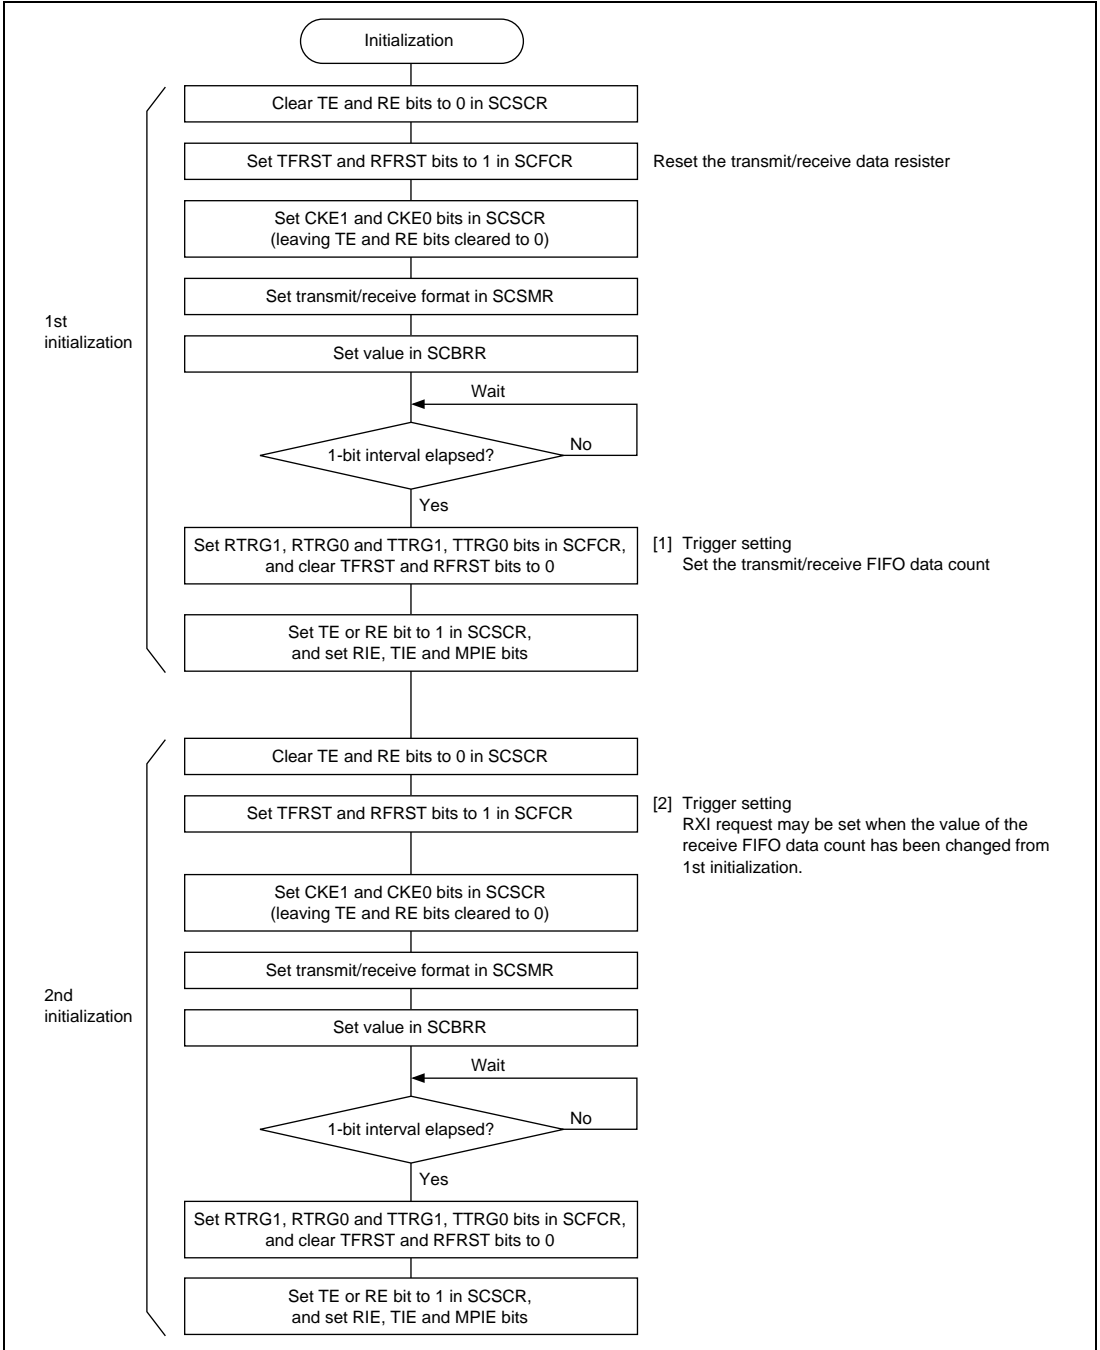 Initialization
Clear TE and RE bits to 0 in SCSCR
Set TFRST and RFRST bits to 1 in SCFCR
Reset the transmit/receive data resister
Set CKE1 and CKE0 bits in SCSCR
(leaving TE and RE bits cleared to 0)
Set transmit/receive format in SCSMR
1st
initialization
Set value in SCBRR
Wait
1-bit interval elapsed?
No
Yes
Set RTRG1, RTRG0 and TTRG1, TTRG0 bits in SCFCR,
and clear TFRST and RFRST bits to 0
[1] Trigger setting
Set the transmit/receive FIFO data count
Set TE or RE bit to 1 in SCSCR,
and set RIE, TIE and MPIE bits
Clear TE and RE bits to 0 in SCSCR
Set TFRST and RFRST bits to 1 in SCFCR
[2] Trigger setting
RXI request may be set when the value of the
receive FIFO data count has been changed from
1st initialization.
Set CKE1 and CKE0 bits in SCSCR
(leaving TE and RE bits cleared to 0)
Set transmit/receive format in SCSMR
2nd
initialization
Set value in SCBRR
Wait
1-bit interval elapsed?
No
Yes
Set RTRG1, RTRG0 and TTRG1, TTRG0 bits in SCFCR,
and clear TFRST and RFRST bits to 0
Set TE or RE bit to 1 in SCSCR,
and set RIE, TIE and MPIE bits